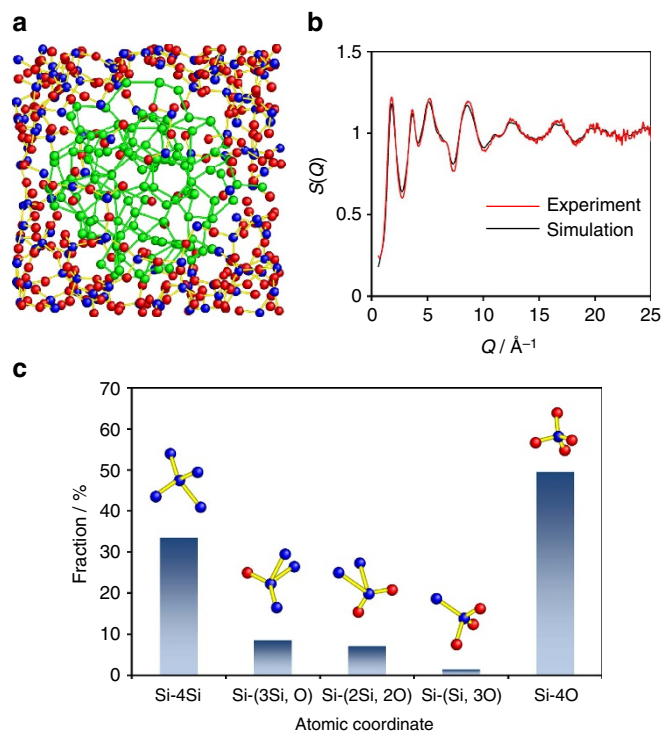 a
b
1.5
1
0.5
0
S(Q)
Experiment
Simulation
0 5 10 15 20 25
Q / Å–1
c
70
60
50
40
30
20
10
0
Fraction / %
Si-4Si Si-(3Si, O) Si-(2Si, 2O) Si-(Si, 3O) Si-4O
Atomic coordinate